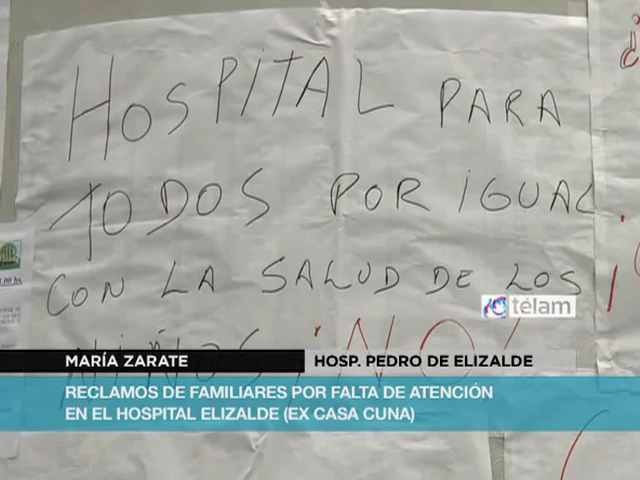 HOSPITAL PARA
TODOS POR iGUAL
CON LA SALUD DE LOS
NIÑOS ¡NO!
télam
MARÍA ZARATE
HOSP. PEDRO DE ELIZALDE
RECLAMOS DE FAMILIARES POR FALTA DE ATENCIÓN
EN EL HOSPITAL ELIZALDE (EX CASA CUNA)